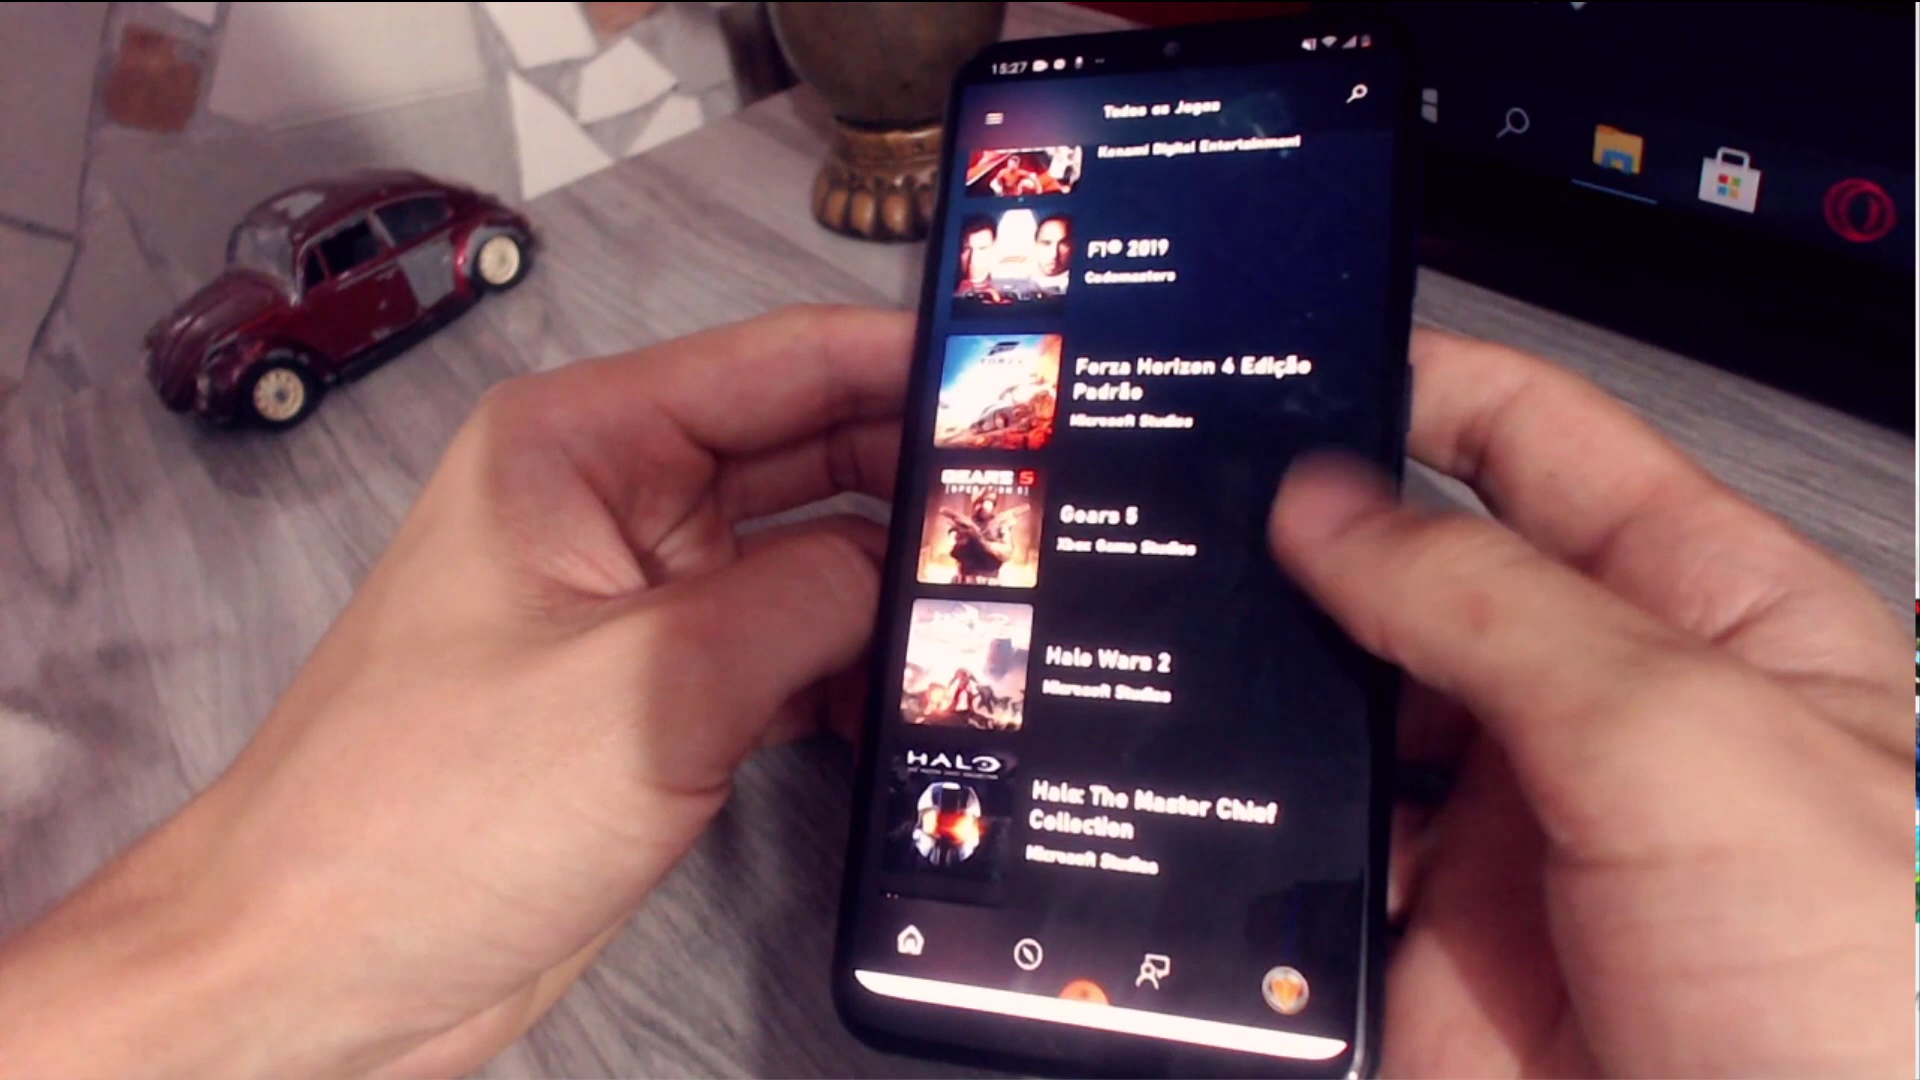 15:27
Todos os Jogos
Konami Digital Entertainment
F1® 2019
Codemasters
FORZA
Forza Horizon 4 Edição
Padrão
Microsoft Studios
GEARS 5
Gears 5
Xbox Game Studios
Halo Wars 2
Microsoft Studios
HALO
Halo: The Master Chief
Collection
Microsoft Studios